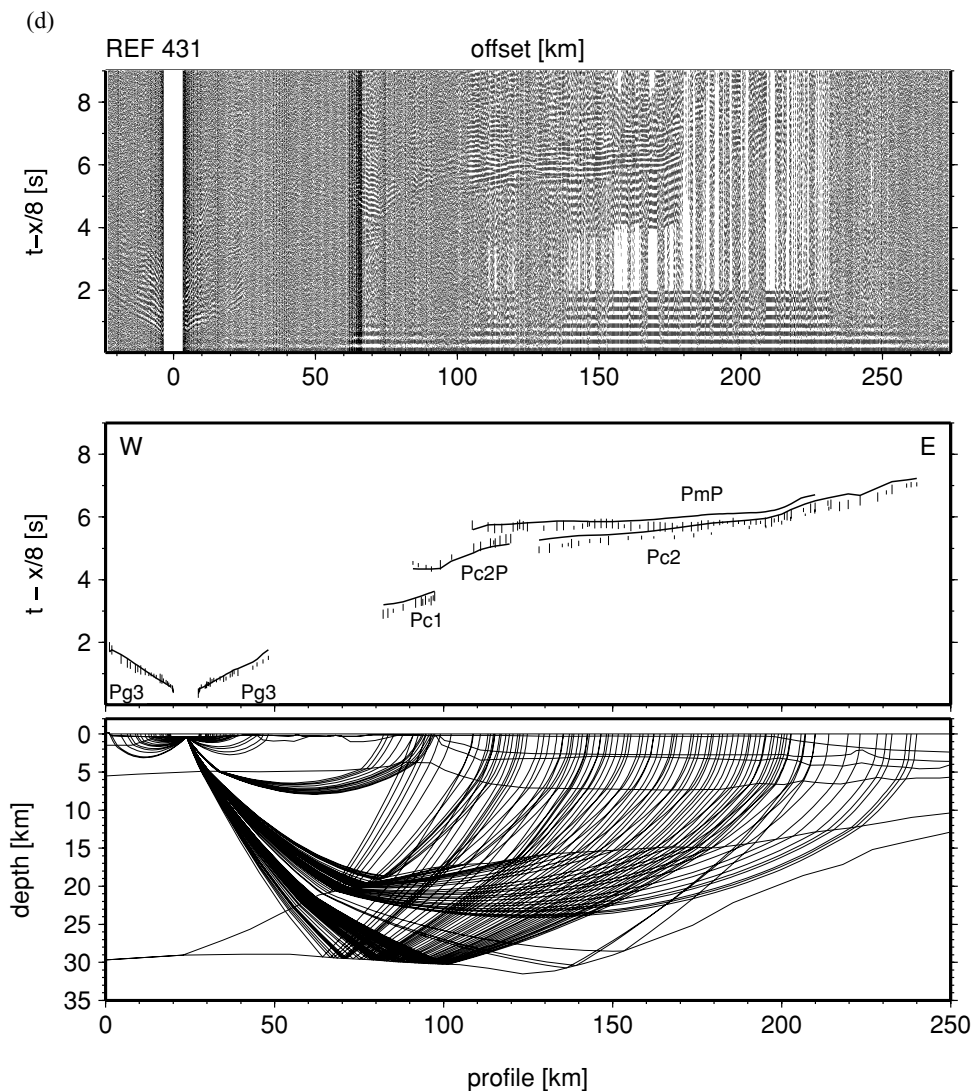 (d)
REF 431
offset [km]
t−x/8 [s]
8
6
4
2
0 50 100 150 200 250
t − x/8 [s]
8
6
4
2
W
E
PmP
Pc2P
Pc2
Pc1
Pg3
Pg3
depth [km]
0
5
10
15
20
25
30
35
0 50 100 150 200 250
profile [km]